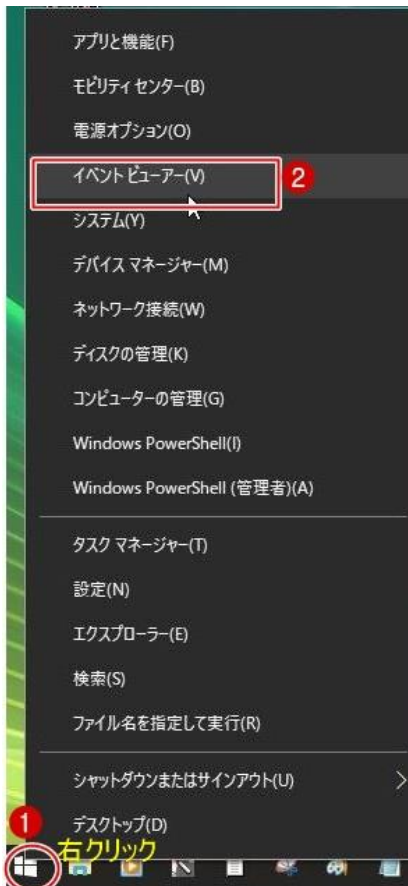 アプリと機能(F)
モビリティ センター(B)
電源オプション(O)
イベント ビューアー(V)
2
システム(Y)
デバイス マネージャー(M)
ネットワーク接続(W)
ディスクの管理(K)
コンピューターの管理(G)
Windows PowerShell(I)
Windows PowerShell (管理者)(A)
タスク マネージャー(T)
設定(N)
エクスプローラー(E)
検索(S)
ファイル名を指定して実行(R)
シャットダウンまたはサインアウト(U)
1
デスクトップ(D)
右クリック